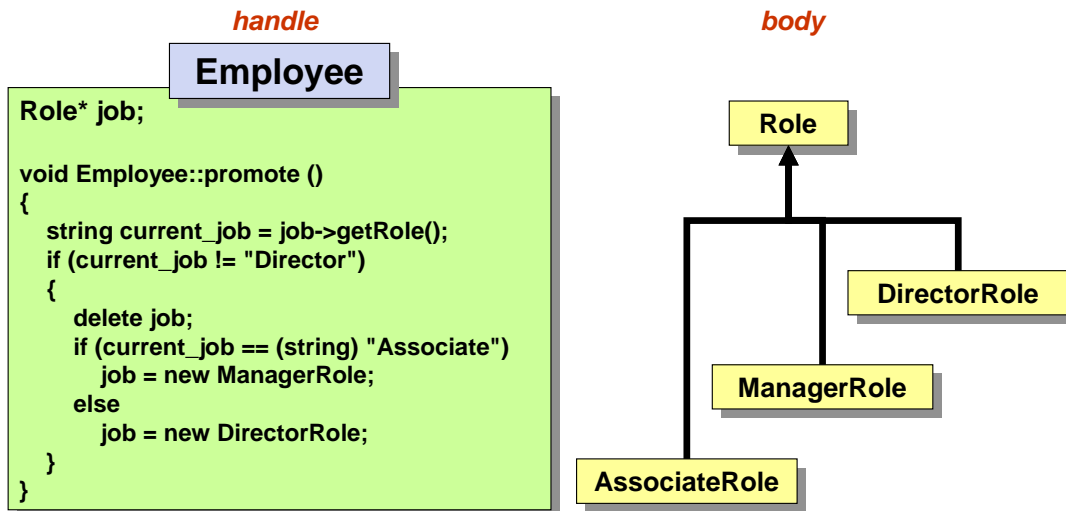 handle
Employee
Role* job;
void Employee::promote ()
{
string current_job = job->getRole();
if (current_job != "Director")
{
delete job;
if (current_job == (string) "Associate")
job = new ManagerRole;
else
job = new DirectorRole;
}
}
body
Role
DirectorRole
ManagerRole
AssociateRole